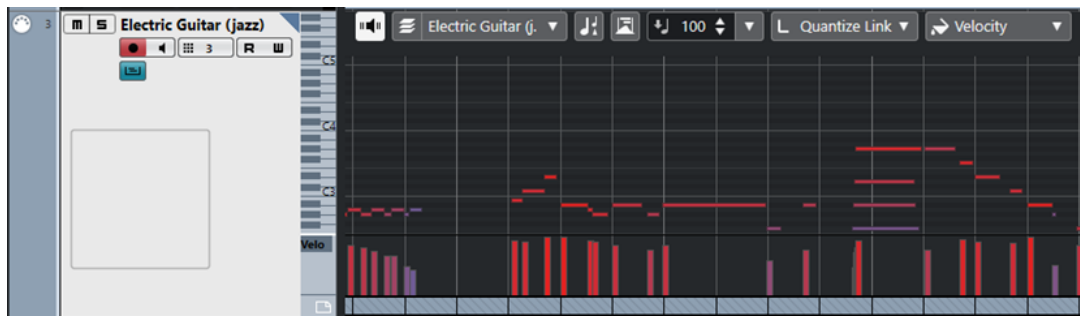 3
M S Electric Guitar (jazz)
3 R W
C5
C4
C3
Velo
Electric Guitar (j.
100
Quantize Link
Velocity